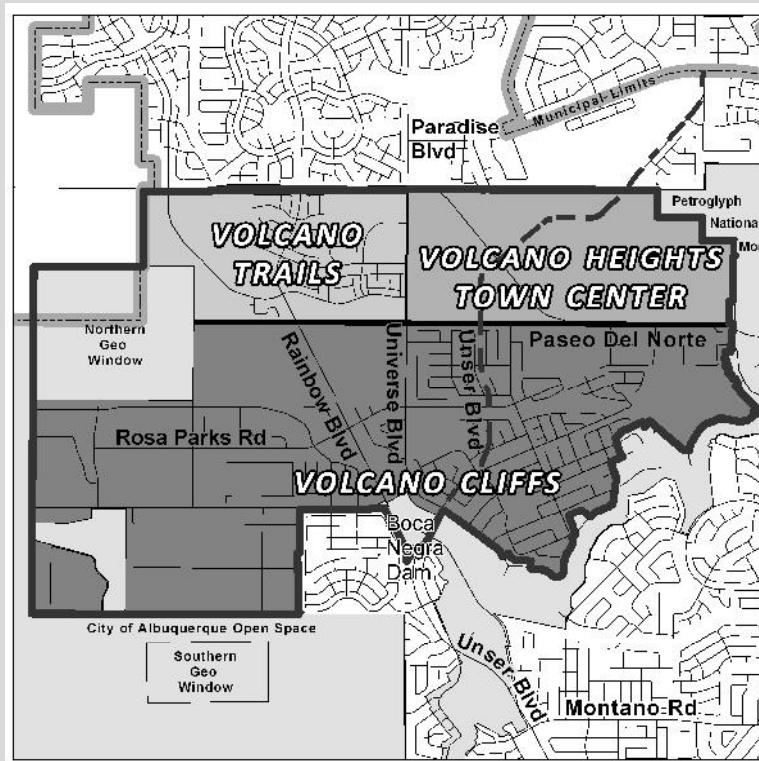 Municipal Limits
Paradise
Blvd
Petroglyph
Nationa
Mo
VOLCANO
TRAILS
VOLCANO HEIGHTS
TOWN CENTER
Northern
Geo
Window
Rainbow Blvd
Universe Blvd
Unser Blvd
Paseo Del Norte
Rosa Parks Rd
VOLCANO CLIFFS
Boca
Negra
Dam
City of Albuquerque Open Space
Southern
Geo
Window
Unser Blvd
Montano Rd